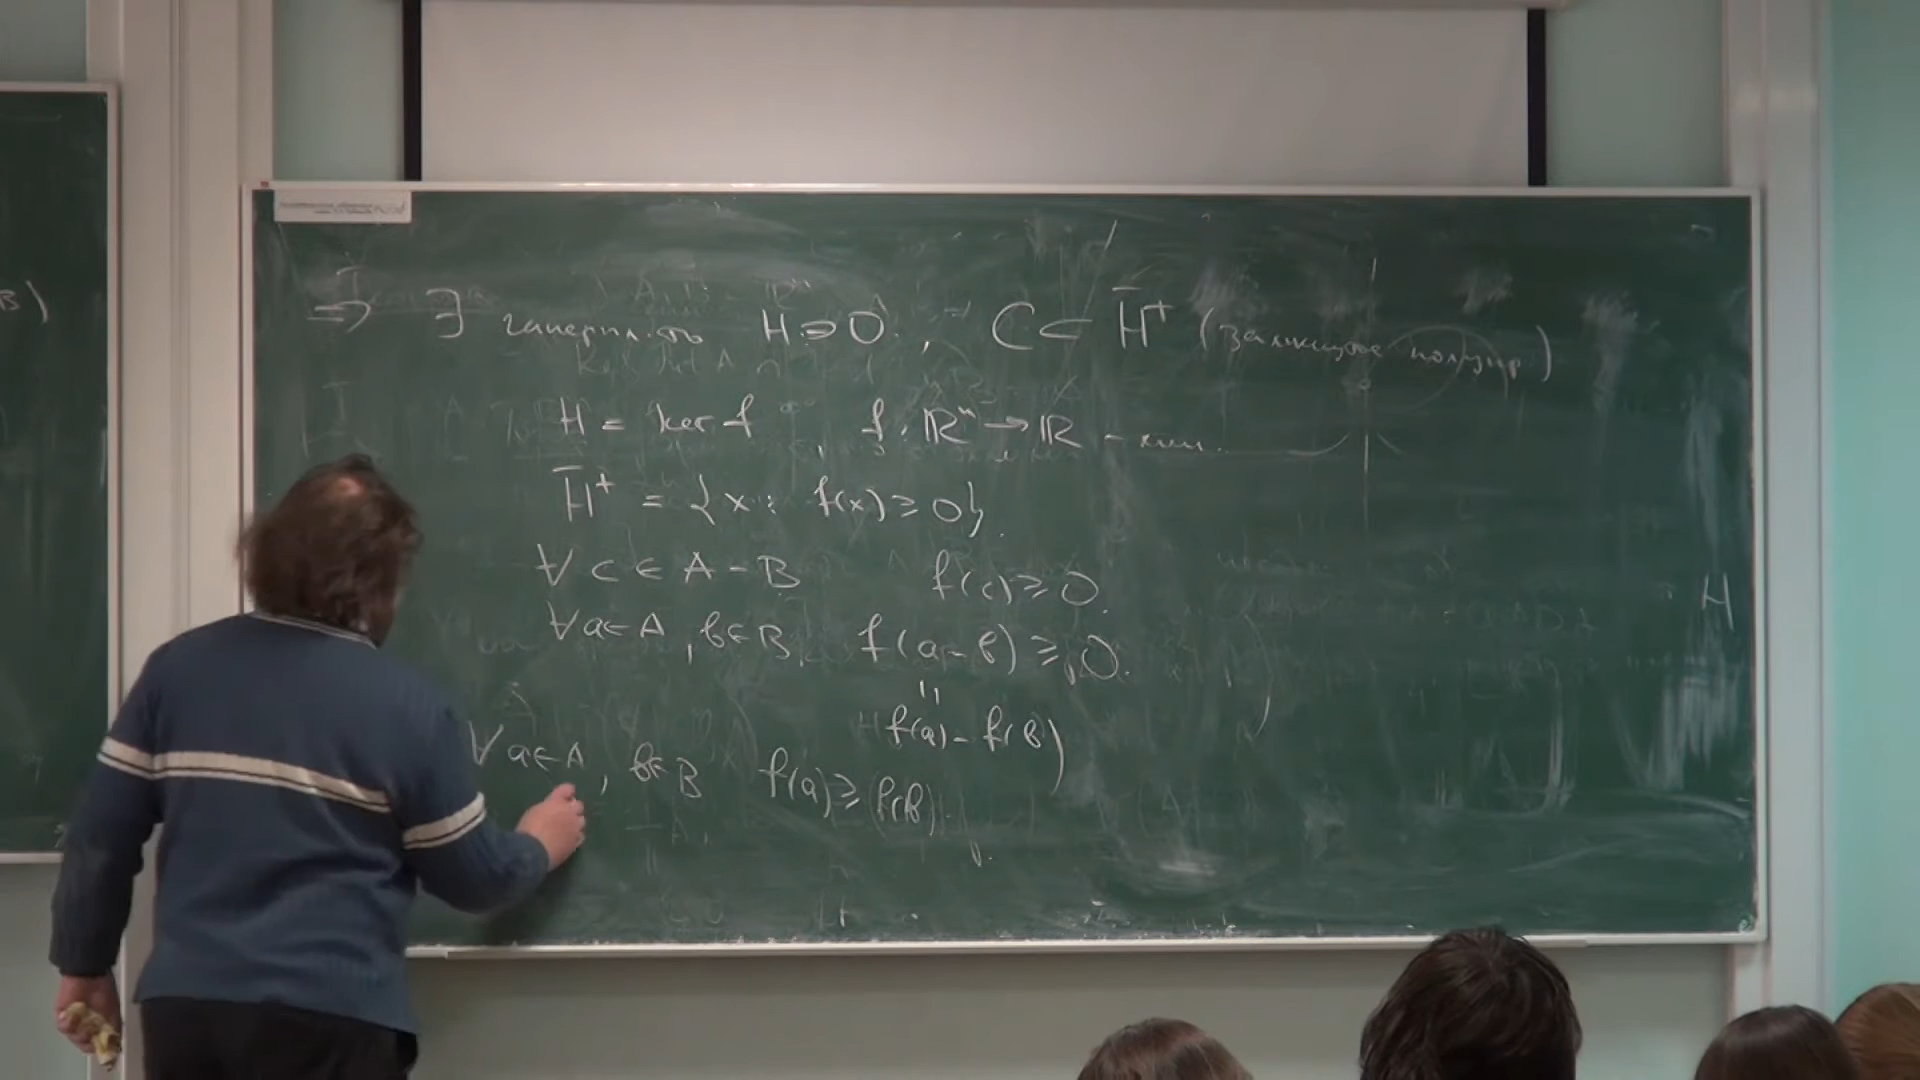 B)
⇒ ∃ гиперпл-ть H∋0, C⊂H̄⁺ (замкнутое полупр.)
H = ker f, f: ℝⁿ→ℝ - лин.
H̄⁺ = {x: f(x)≥0}.
∀ c∈A-B f(c)≥0.
∀a∈A, b∈B, f(a-b)≥0.
H
"
f(a)-f(b)
∀ a∈A, b∈B f(a)≥f(b).